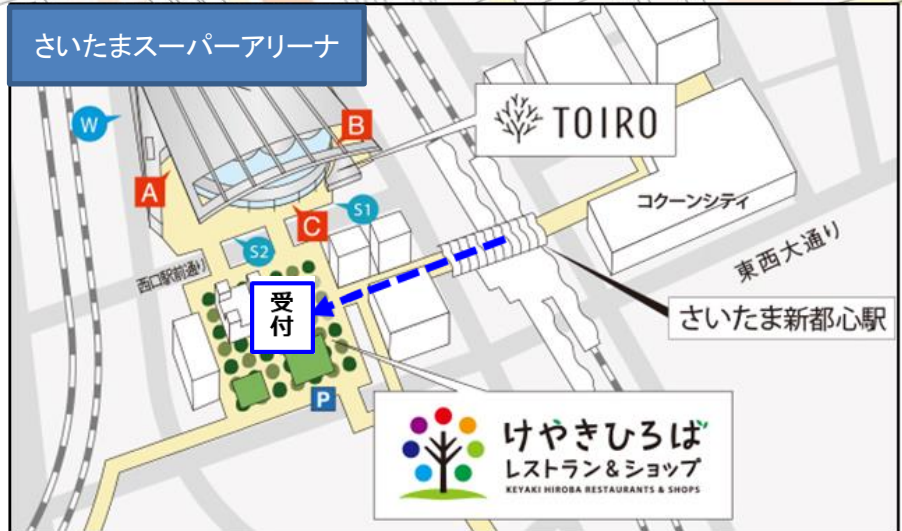 さいたまスーパーアリーナ
W
A
B
C
S1
S2
TOIRO
コクーンシティ
東西大通り
西口駅前通り
受
付
さいたま新都心駅
P
けやきひろば
レストラン&ショップ
KEYAKI HIROBA RESTAURANTS & SHOPS